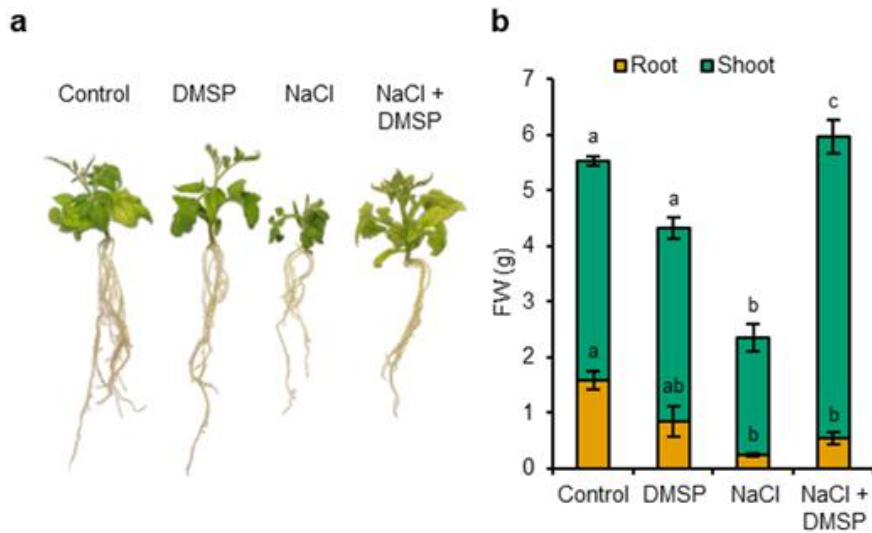 a
Control
DMSP
NaCl
NaCl +
DMSP
b
Root
Shoot
FW (g)
7
6
5
4
3
2
1
0
a
a
a
ab
b
b
c
b
Control
DMSP
NaCl
NaCl +
DMSP